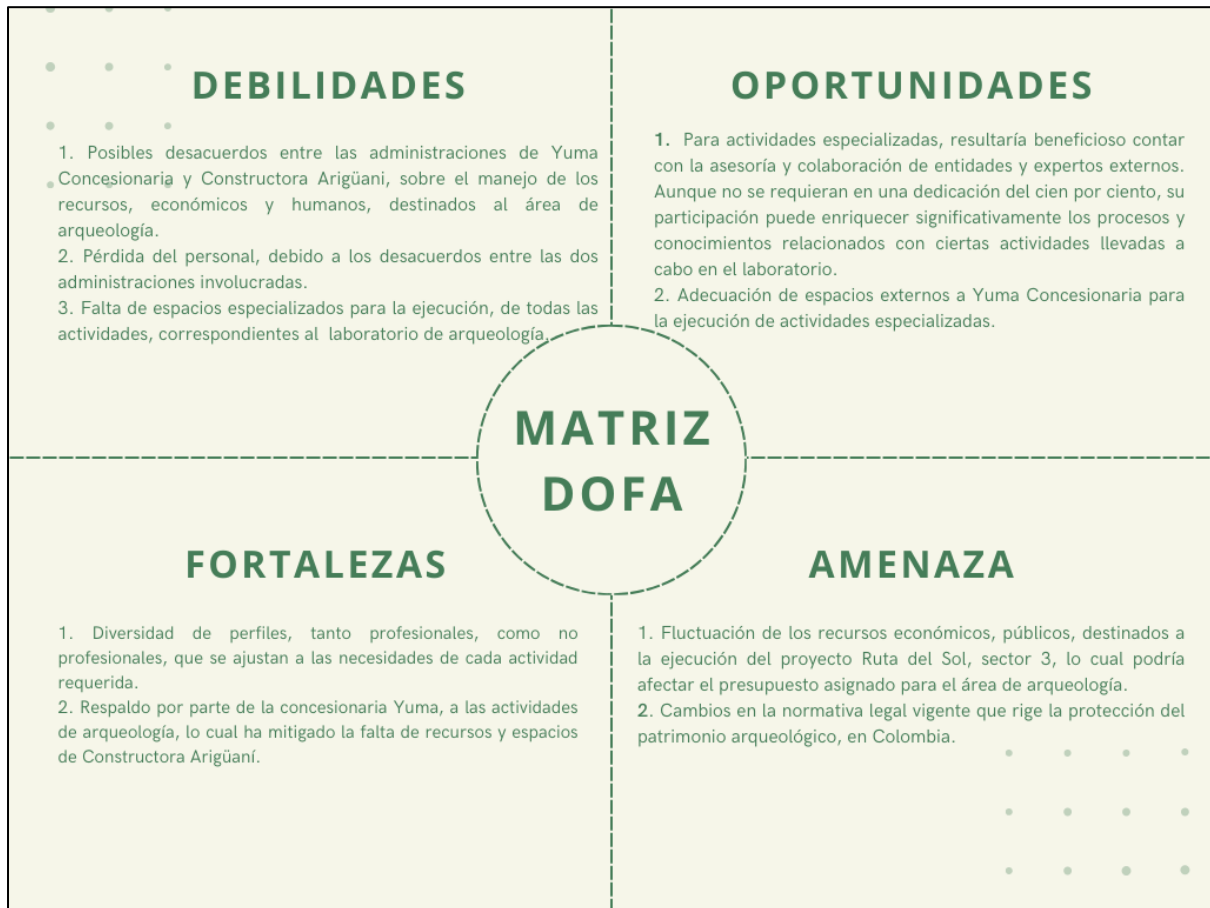 DEBILIDADES
1. Posibles desacuerdos entre las administraciones de Yuma
Concesionaria y Constructora Arigüani, sobre el manejo de los
recursos, económicos y humanos, destinados al área de
arqueología.
2. Pérdida del personal, debido a los desacuerdos entre las dos
administraciones involucradas.
3. Falta de espacios especializados para la ejecución, de todas las
actividades, correspondientes al laboratorio de arqueología.
OPORTUNIDADES
1. Para actividades especializadas, resultaría beneficioso contar
con la asesoría y colaboración de entidades y expertos externos.
Aunque no se requieran en una dedicación del cien por ciento, su
participación puede enriquecer significativamente los procesos y
conocimientos relacionados con ciertas actividades llevadas a
cabo en el laboratorio.
2. Adecuación de espacios externos a Yuma Concesionaria para
la ejecución de actividades especializadas.
MATRIZ
DOFA
FORTALEZAS
1. Diversidad de perfiles, tanto profesionales, como no
profesionales, que se ajustan a las necesidades de cada actividad
requerida.
2. Respaldo por parte de la concesionaria Yuma, a las actividades
de arqueología, lo cual ha mitigado la falta de recursos y espacios
de Constructora Arigüaní.
AMENAZA
1. Fluctuación de los recursos económicos, públicos, destinados a
la ejecución del proyecto Ruta del Sol, sector 3, lo cual podría
afectar el presupuesto asignado para el área de arqueología.
2. Cambios en la normativa legal vigente que rige la protección del
patrimonio arqueológico, en Colombia.